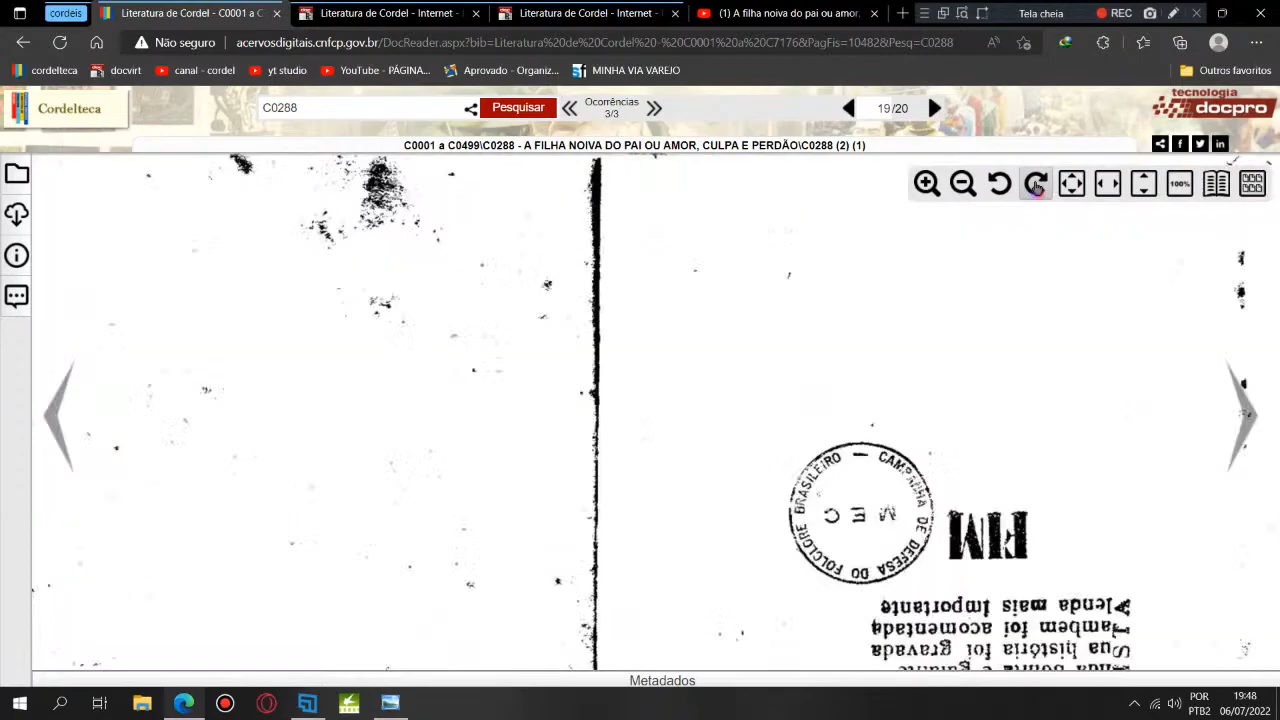 cordeis
Literatura de Cordel - C0001 a C
Literatura de Cordel - Internet -
Literatura de Cordel - Internet -
(1) A filha noiva do pai ou amor,
Tela cheia
REC
Não seguro
acervosdigitais.cnfcp.gov.br/DocReader.aspx?bib=Literatura%20de%20Cordel%20-%20C0001%20a%20C7176&PagFis=10482&Pesq=C0288
cordelteca
docvirt
canal - cordel
yt studio
YouTube - PÁGINA...
Aprovado - Organiz...
MINHA VIA VAREJO
Outros favoritos
Cordelteca
C0288
Pesquisar
Ocorrências
3/3
19/20
tecnologia
docpro
C0001 a C0499\C0288 - A FILHA NOIVA DO PAI OU AMOR, CULPA E PERDÃO\C0288 (2) (1)
100%
CAMPANHA DE DEFESA DO FOLCLORE BRASILEIRO —
MEC
FIM
Sua história foi gravada
Tambem foi acomentada
Vlenda mais importante
Metadados
POR
PTB2
19:48
06/07/2022